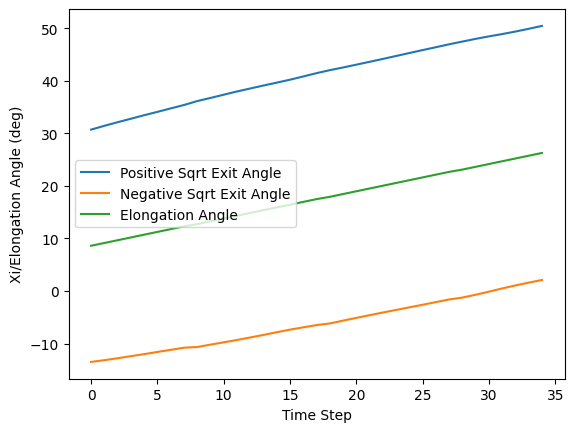 50
40
30
20
10
0
−10
Xi/Elongation Angle (deg)
Positive Sqrt Exit Angle
Negative Sqrt Exit Angle
Elongation Angle
0 5 10 15 20 25 30 35
Time Step